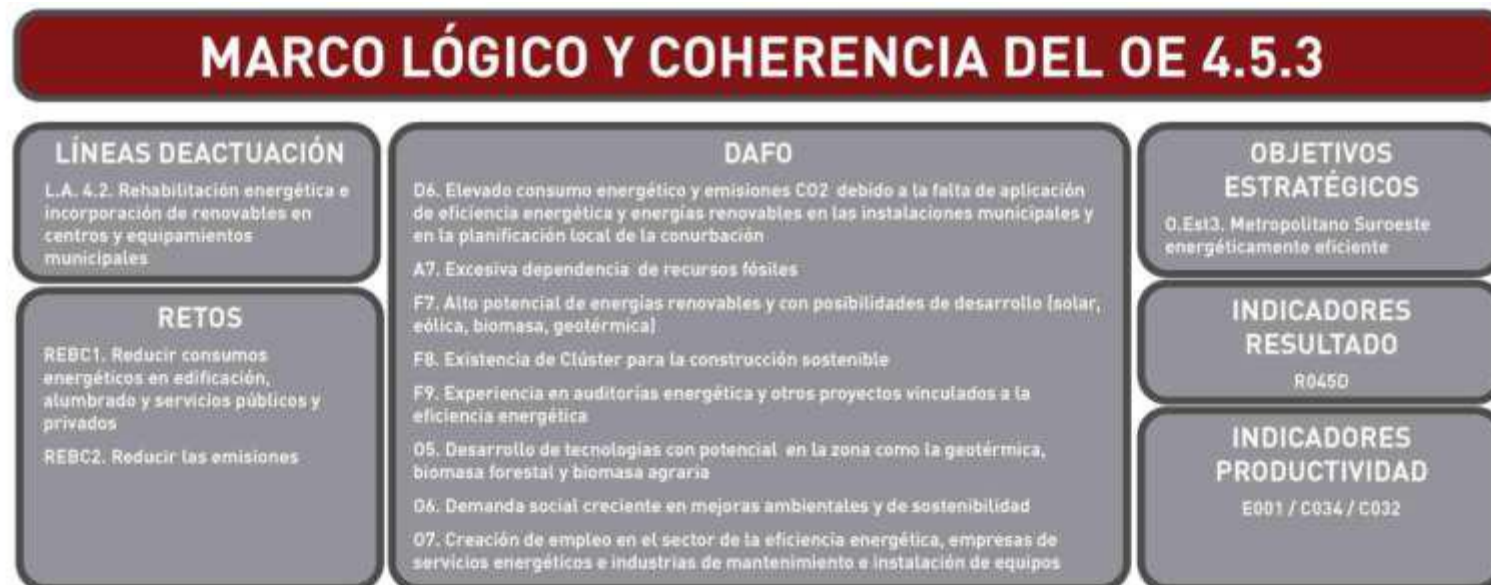 MARCO LÓGICO Y COHERENCIA DEL OE 4.5.3
LÍNEAS DEACTUACIÓN
L.A. 4.2. Rehabilitación energética e
incorporación de renovables en
centros y equipamientos
municipales
RETOS
REBC1. Reducir consumos
energéticos en edificación,
alumbrado y servicios públicos y
privados
REBC2. Reducir las emisiones
DAFO
D6. Elevado consumo energético y emisiones CO2 debido a la falta de aplicación
de eficiencia energética y energías renovables en las instalaciones municipales y
en la planificación local de la conurbación
A7. Excesiva dependencia de recursos fósiles
F7. Alto potencial de energías renovables y con posibilidades de desarrollo (solar,
eólica, biomasa, geotérmica)
F8. Existencia de Clúster para la construcción sostenible
F9. Experiencia en auditorías energética y otros proyectos vinculados a la
eficiencia energética
O5. Desarrollo de tecnologías con potencial en la zona como la geotérmica,
biomasa forestal y biomasa agraria
O6. Demanda social creciente en mejoras ambientales y de sostenibilidad
O7. Creación de empleo en el sector de la eficiencia energética, empresas de
servicios energéticos e industrias de mantenimiento e instalación de equipos
OBJETIVOS
ESTRATÉGICOS
O.Est3. Metropolitano Suroeste
energéticamente eficiente
INDICADORES
RESULTADO
R045D
INDICADORES
PRODUCTIVIDAD
E001 / C034 / C032